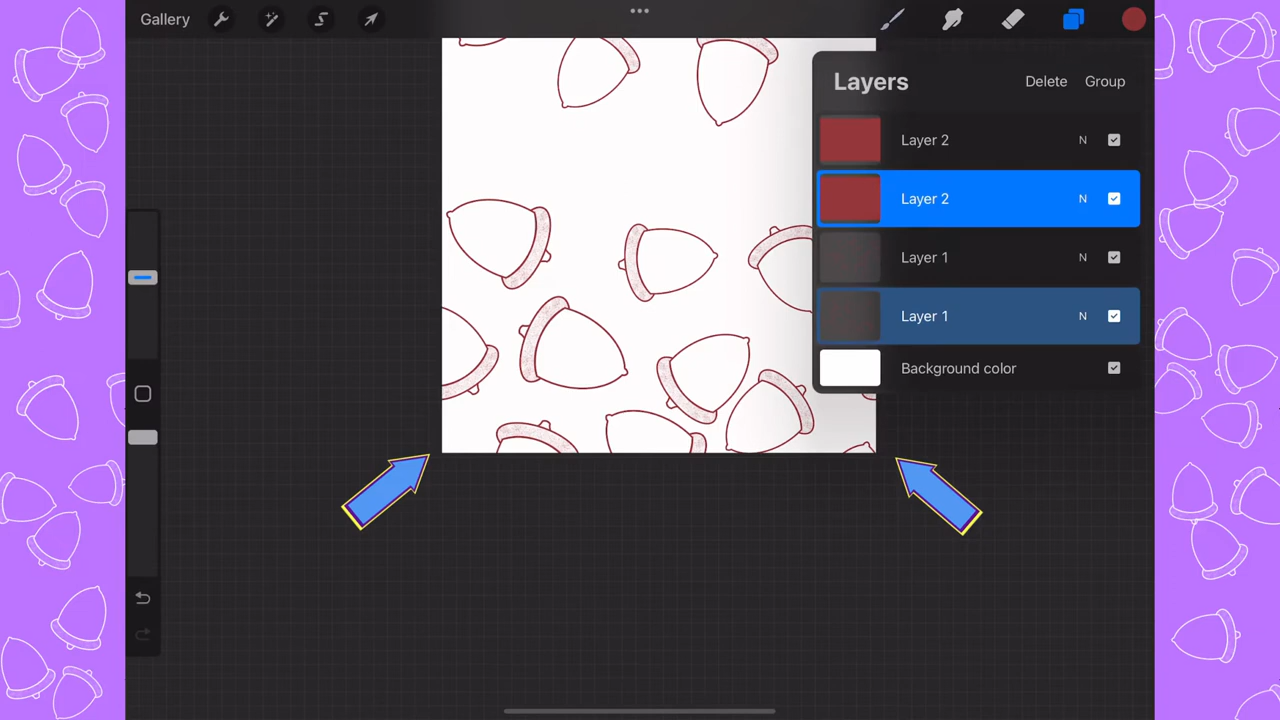 Gallery
Layers Delete Group
Layer 2 N
Layer 2 N
Layer 1 N
Layer 1 N
Background color